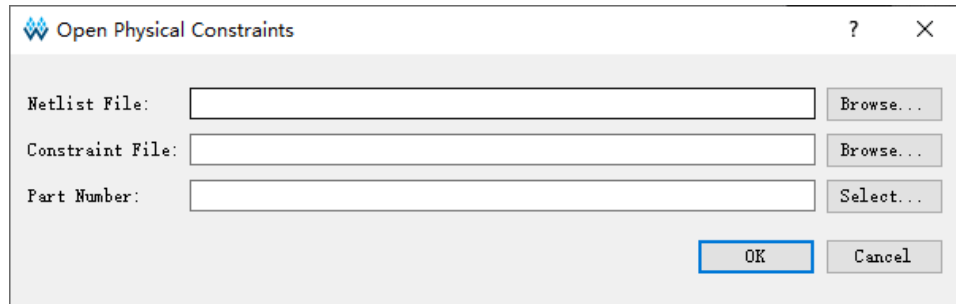 Open Physical Constraints ?
Netlist File: Browse...
Constraint File: Browse...
Part Number: Select...
OK Cancel